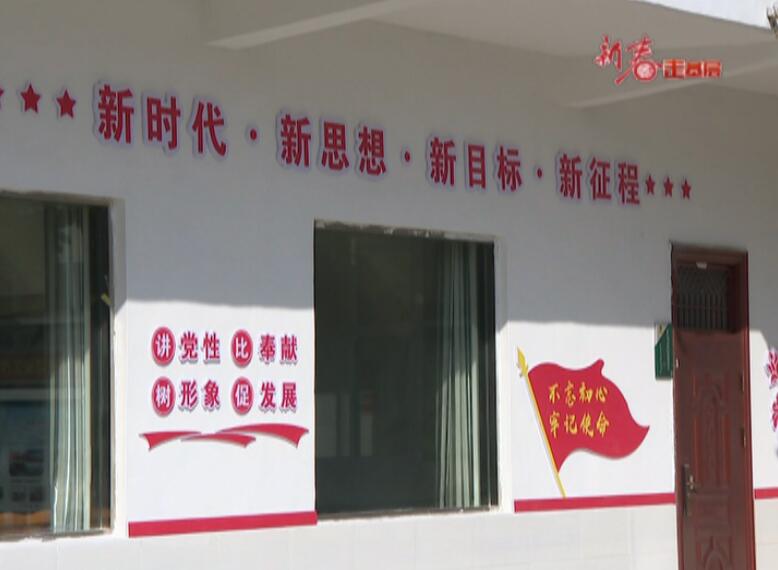 新春走基层
新时代·新思想·新目标·新征程
讲党性 比奉献
树形象 促发展
不忘初心
牢记使命